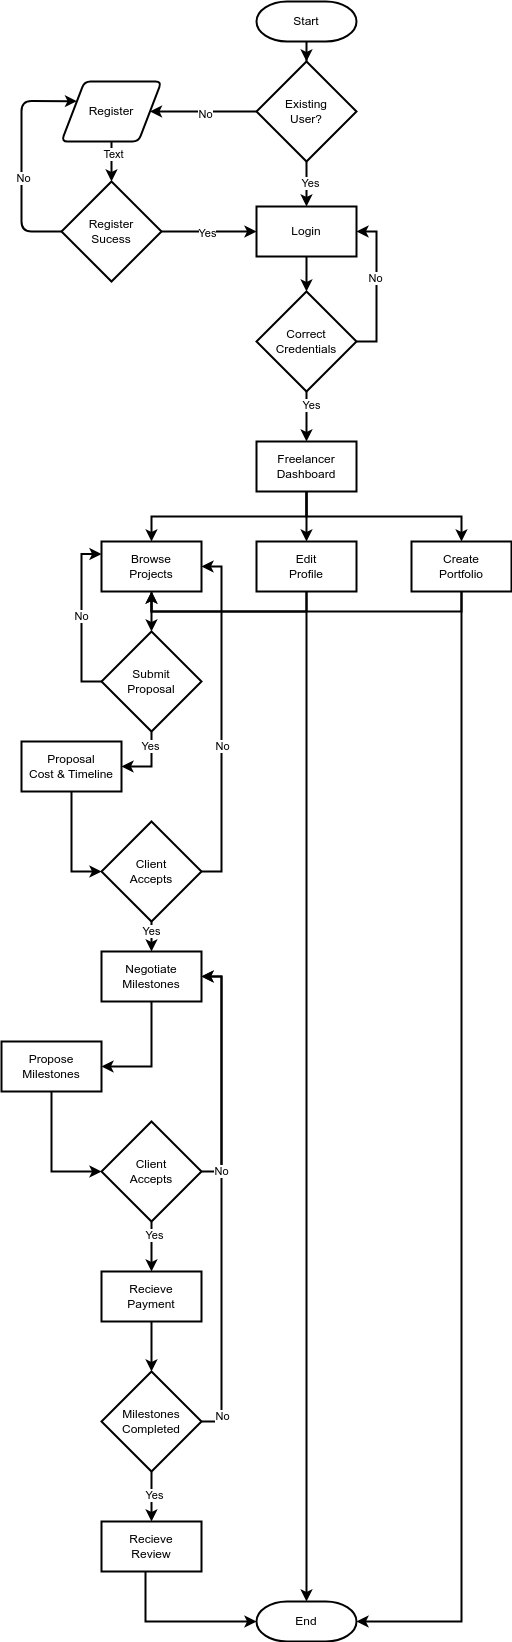 Start
Existing
User?
No
Register
Text
Yes
No
Register
Sucess
Yes
Login
No
Correct
Credentials
Yes
Freelancer
Dashboard
Browse
Projects
Edit
Profile
Create
Portfolio
No
Submit
Proposal
Yes
No
Proposal
Cost & Timeline
Client
Accepts
Yes
Negotiate
Milestones
Propose
Milestones
Client
Accepts
No
Yes
Recieve
Payment
Milestones
Completed
No
Yes
Recieve
Review
End